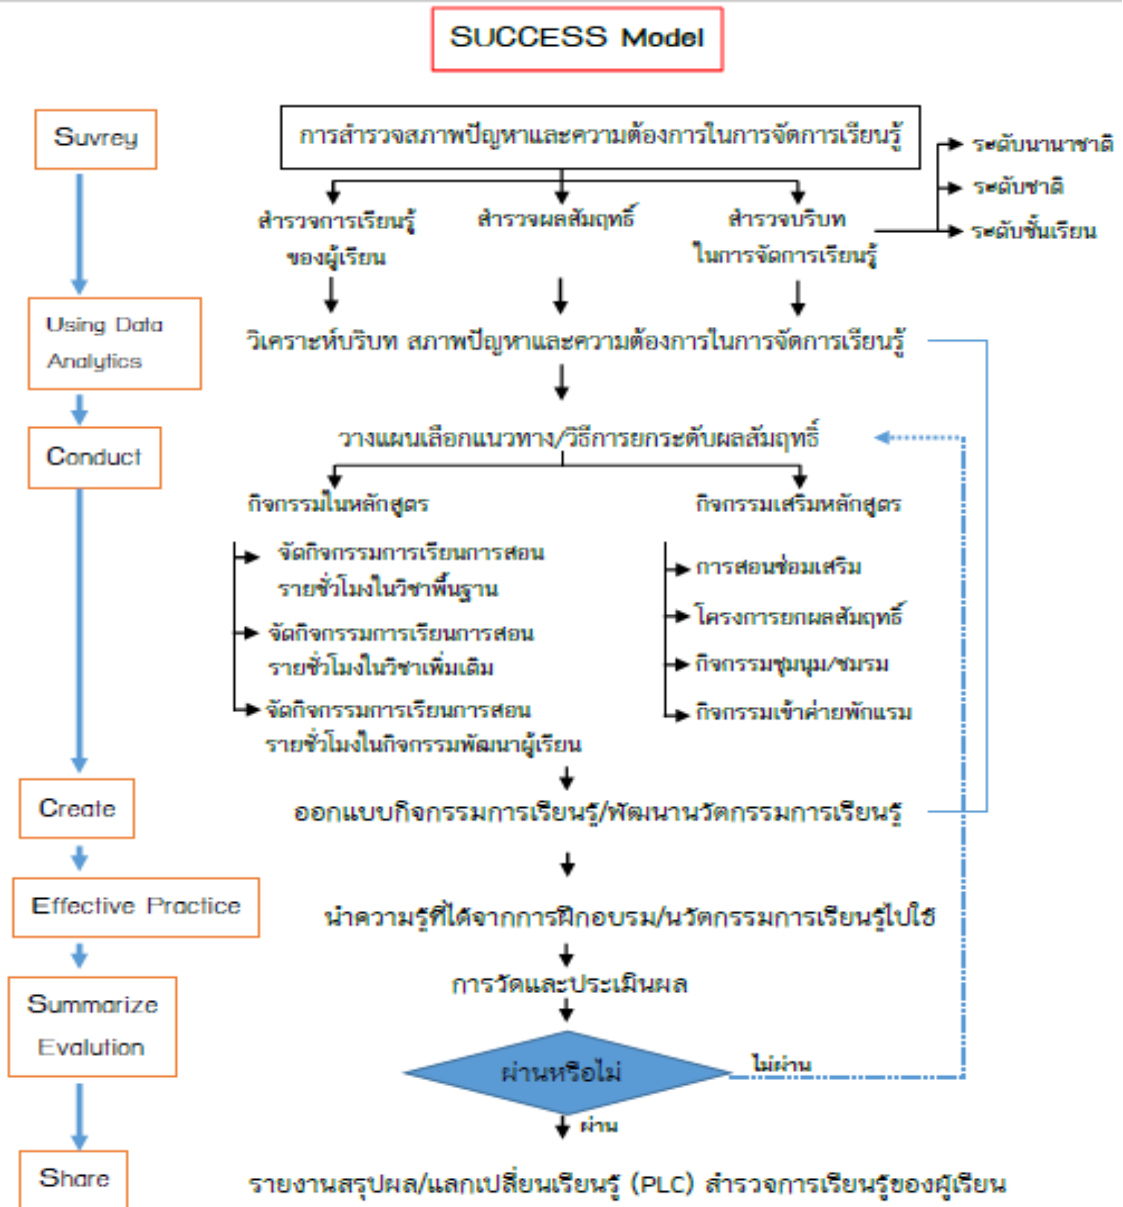 SUCCESS Model
Suvrey
การสำรวจสภาพปัญหาและความต้องการในการจัดการเรียนรู้
ระดับนานาชาติ
ระดับชาติ
ระดับชั้นเรียน
สำรวจการเรียนรู้
ของผู้เรียน
สำรวจผลสัมฤทธิ์
สำรวจบริบท
ในการจัดการเรียนรู้
Using Data
Analytics
วิเคราะห์บริบท สภาพปัญหาและความต้องการในการจัดการเรียนรู้
Conduct
วางแผนเลือกแนวทาง/วิธีการยกระดับผลสัมฤทธิ์
กิจกรรมในหลักสูตร
จัดกิจกรรมการเรียนการสอน
รายชั่วโมงในวิชาพื้นฐาน
จัดกิจกรรมการเรียนการสอน
รายชั่วโมงในวิชาเพิ่มเติม
จัดกิจกรรมการเรียนการสอน
รายชั่วโมงในกิจกรรมพัฒนาผู้เรียน
กิจกรรมเสริมหลักสูตร
การสอนซ่อมเสริม
โครงการยกผลสัมฤทธิ์
กิจกรรมชุมนุม/ชมรม
กิจกรรมเข้าค่ายพักแรม
Create
ออกแบบกิจกรรมการเรียนรู้/พัฒนานวัตกรรมการเรียนรู้
Effective Practice
นำความรู้ที่ได้จากการฝึกอบรม/นวัตกรรมการเรียนรู้ไปใช้
Summarize
Evalution
การวัดและประเมินผล
ผ่านหรือไม่
ไม่ผ่าน
ผ่าน
Share
รายงานสรุปผล/แลกเปลี่ยนเรียนรู้ (PLC) สำรวจการเรียนรู้ของผู้เรียน